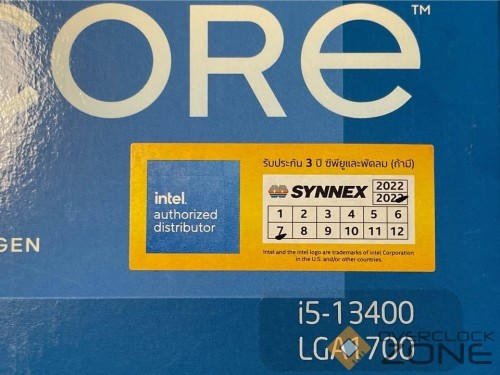 CORE™
รับประกัน 3 ปี ซีพียูและพัดลม (ถ้ามี)
intel.
authorized
distributor
SYNNEX
2022
1 2 3 4 5 6
7 8 9 10 11 12
Intel and the intel logo are trademarks of Intel Corporation
in the U.S. and/or other countries.
GEN
i5-13400
LGA1700
OVERCLOCK
ZONE